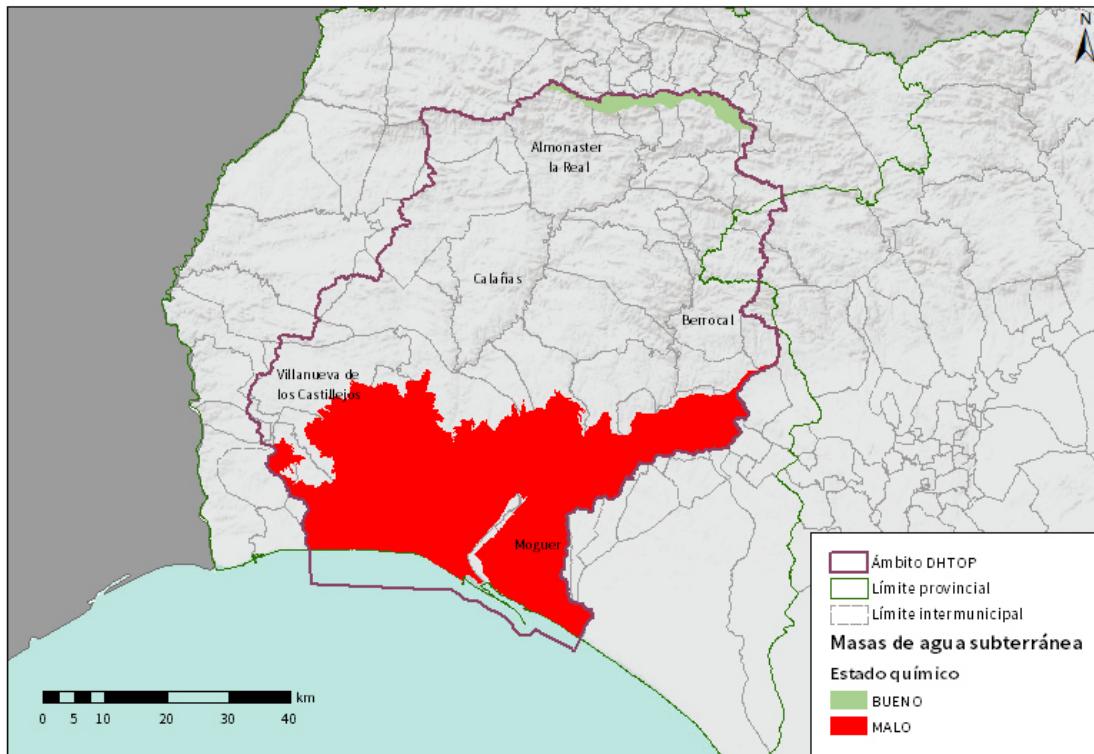 N
Almonaster
la Real
Calañas
Berrocal
Villanueva de
los Castillejos
Moguer
km
0 5 10 20 30 40
Ámbito DHTOP
Límite provincial
Límite intermunicipal
Masas de agua subterránea
Estado químico
BUENO
MALO